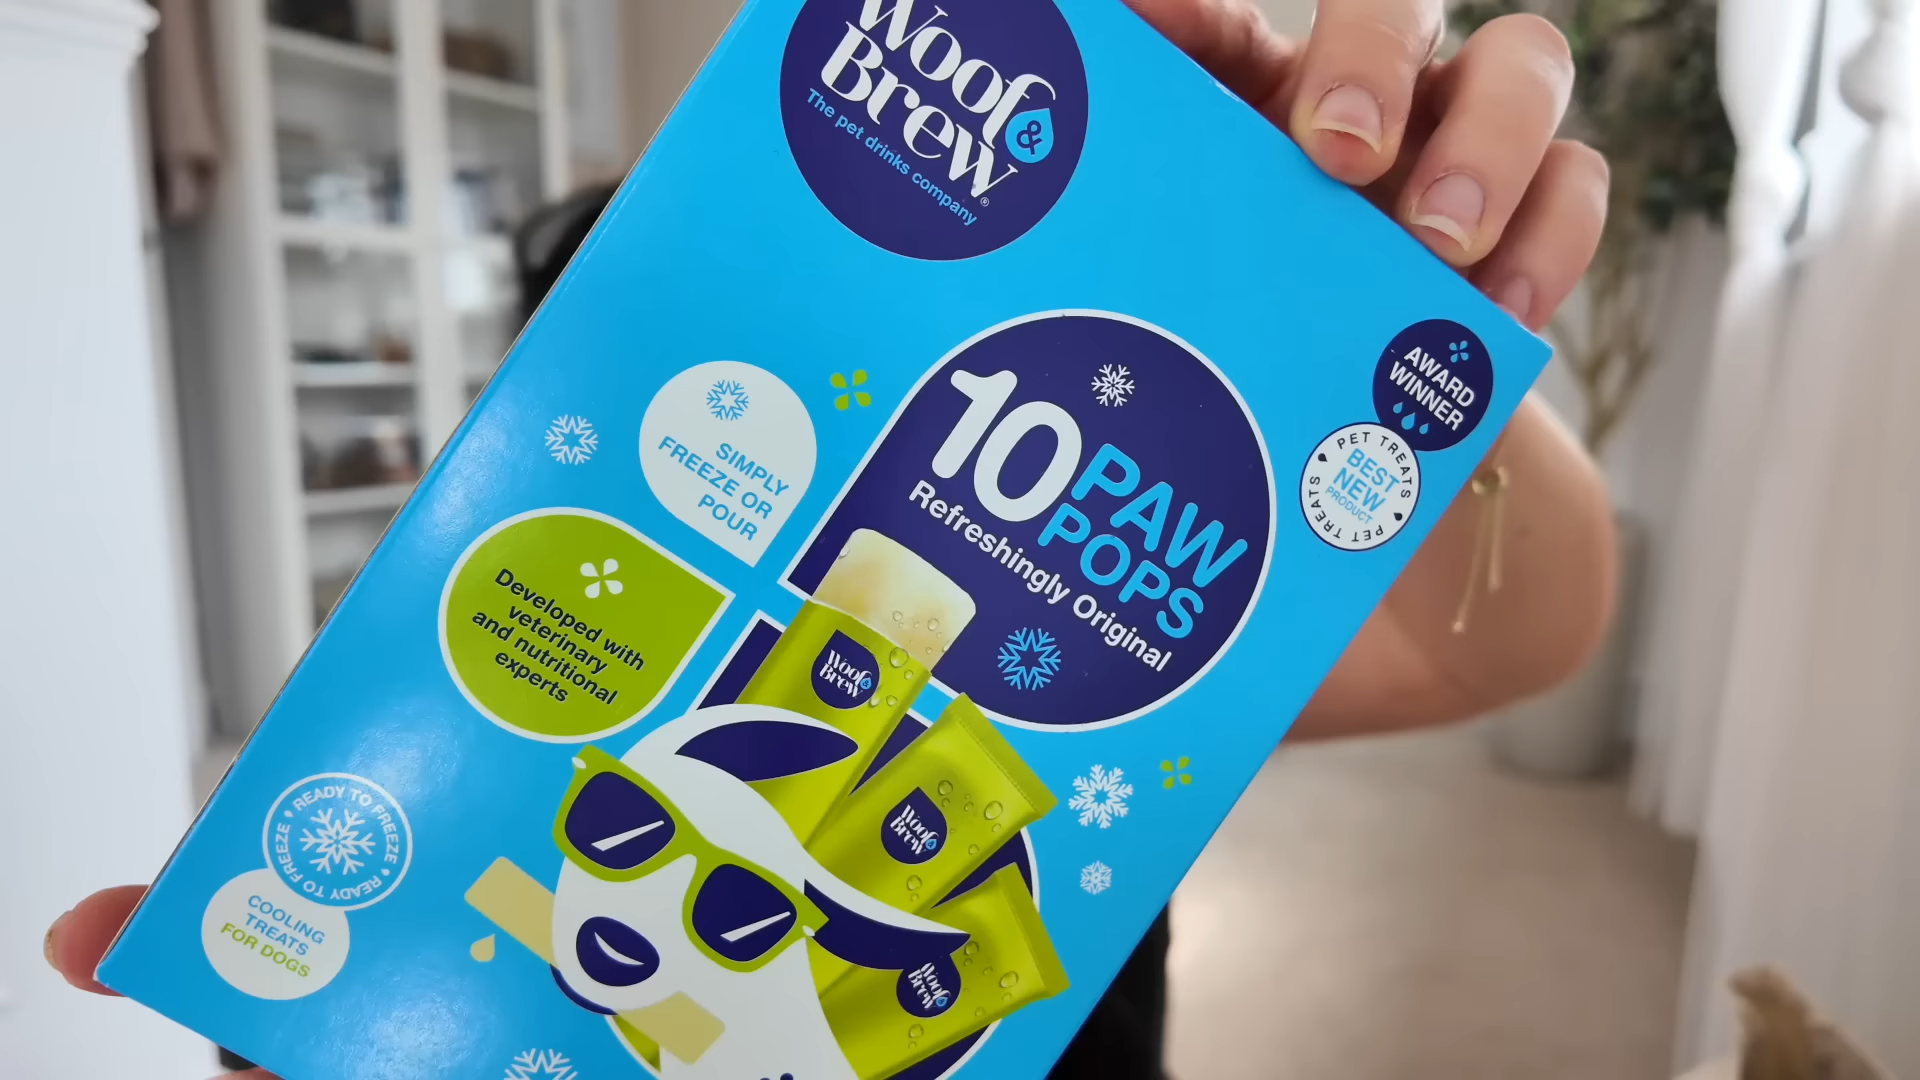 Woof &
Brew®
The pet drinks company
AWARD
WINNER
PET TREATS
BEST
NEW
PRODUCT
PET TREATS
10 PAW
POPS
Refreshingly Original
SIMPLY
FREEZE OR
POUR
Developed with
veterinary
and nutritional
experts
Woof &
Brew
Woof &
Brew
Woof &
Brew
READY TO FREEZE
READY TO FREEZE
COOLING
TREATS
FOR DOGS